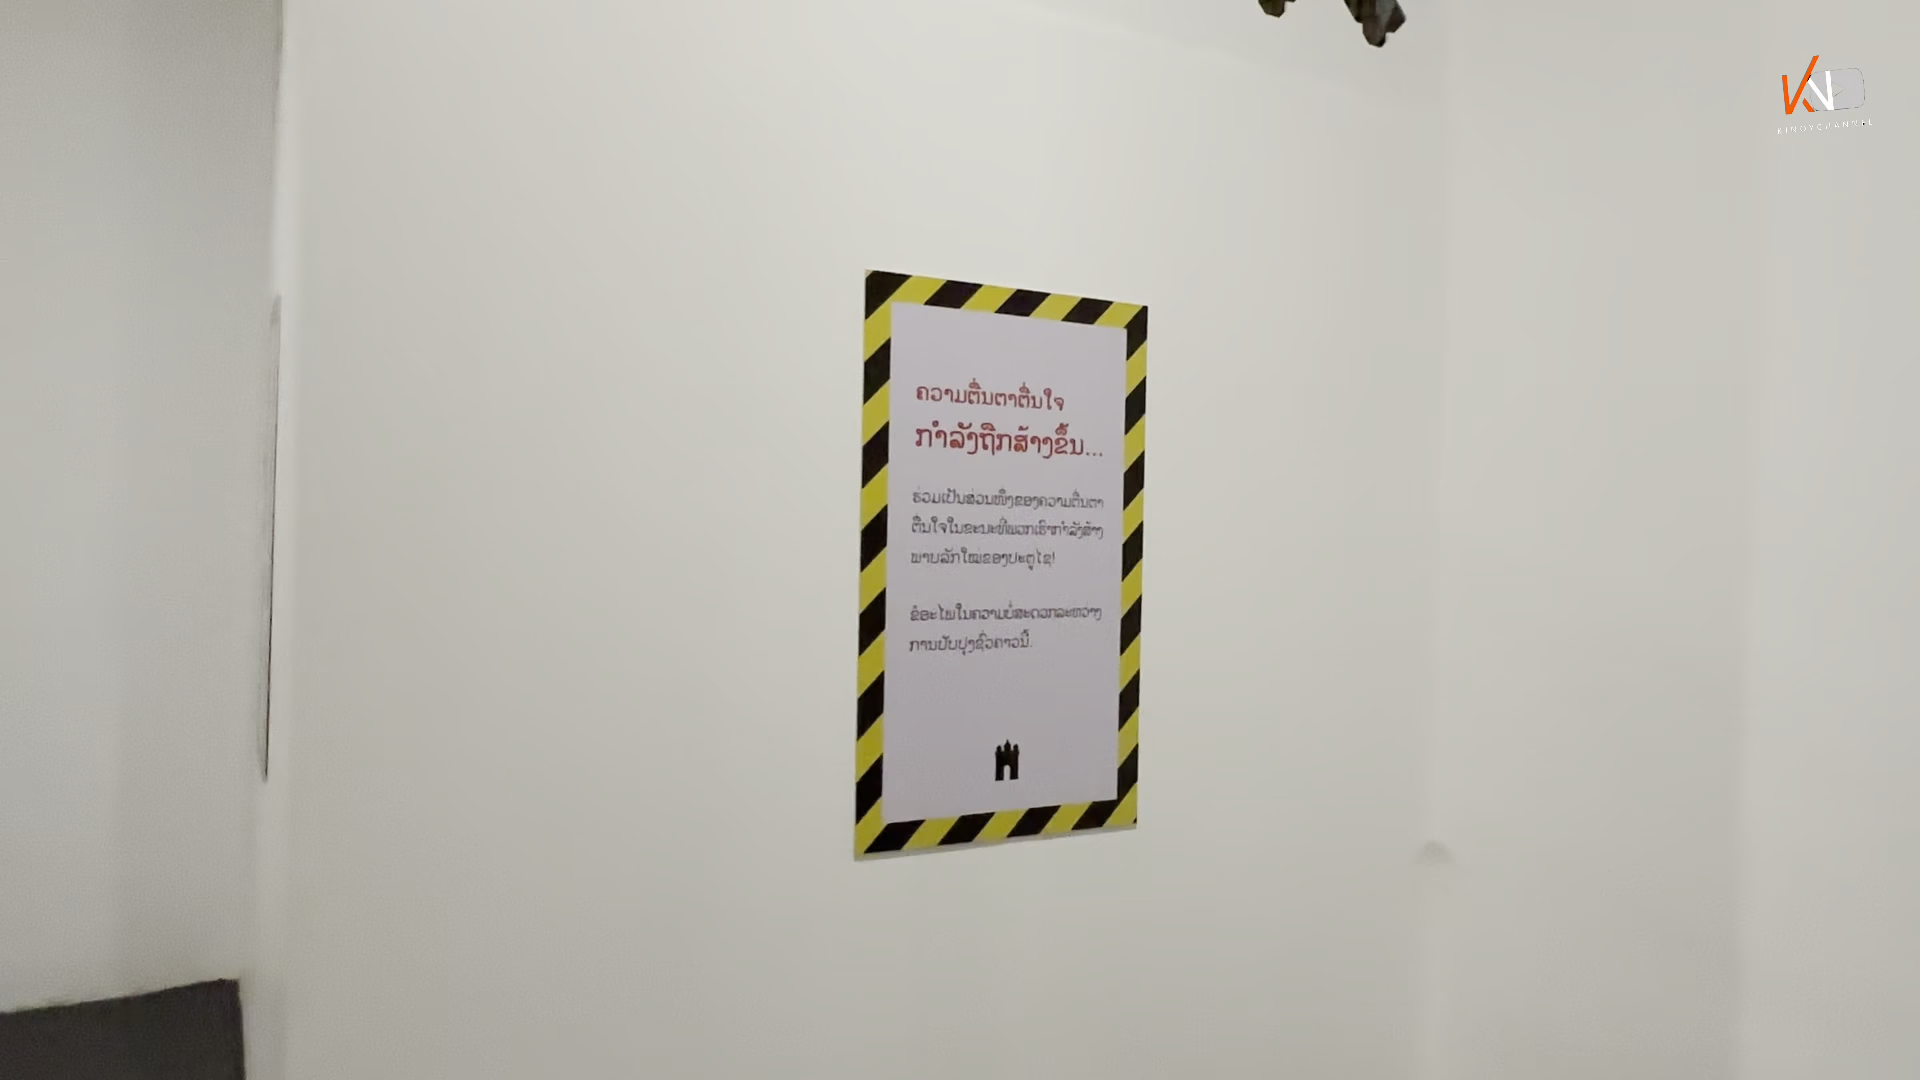 KINOYCHANNEL
ຄວາມຕື່ນຕາຕື່ນໃຈ
ກຳລັງຖືກສ້າງຂຶ້ນ...
ຮ່ວມເປັນສ່ວນໜຶ່ງຂອງຄວາມຕື່ນຕາ
ຕື່ນໃຈໃນຂະນະທີ່ພວກເຮົາກຳລັງສ້າງ
ພາບລັກໃໝ່ຂອງປະຕູໄຊ!
ຂໍອະໄພໃນຄວາມບໍ່ສະດວກລະຫວ່າງ
ການປັບປຸງຊົ່ວຄາວນີ້.